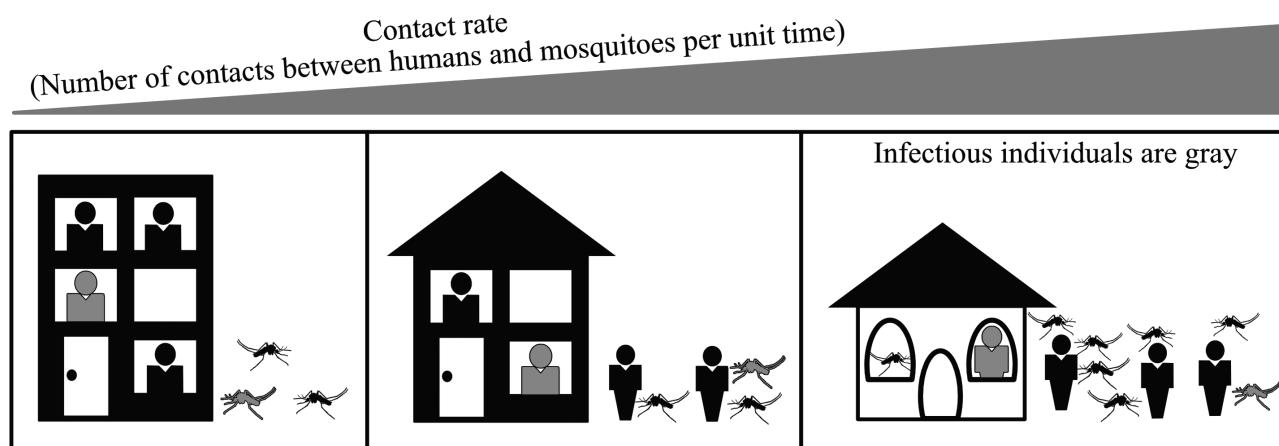 Contact rate
(Number of contacts between humans and mosquitoes per unit time)
Infectious individuals are gray